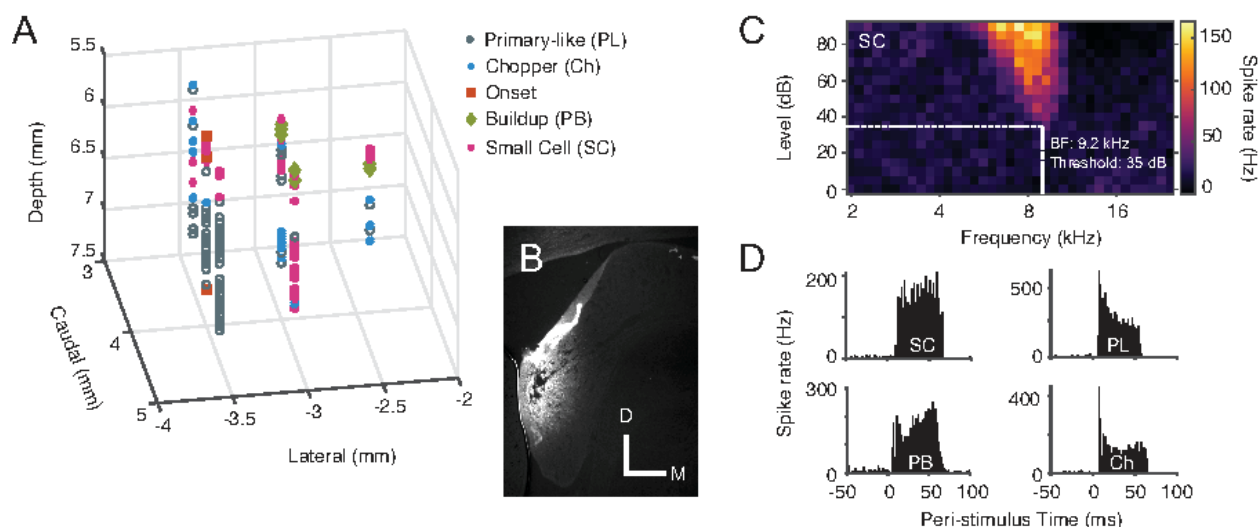 A
Depth (mm)
5.5
6
6.5
7
7.5
3
4
5
Caudal (mm)
-4
-3.5
-3
-2.5
-2
Lateral (mm)
Primary-like (PL)
Chopper (Ch)
Onset
Buildup (PB)
Small Cell (SC)
B
D
M
C
SC
Level (dB)
80
60
40
20
0
BF: 9.2 kHz
Threshold: 35 dB
2
4
8
16
Frequency (kHz)
150
100
50
0
Spike rate (Hz)
D
Spike rate (Hz)
200
0
SC
500
0
PL
300
0
PB
-50
0
50
100
400
0
Ch
-50
0
50
100
Peri-stimulus Time (ms)